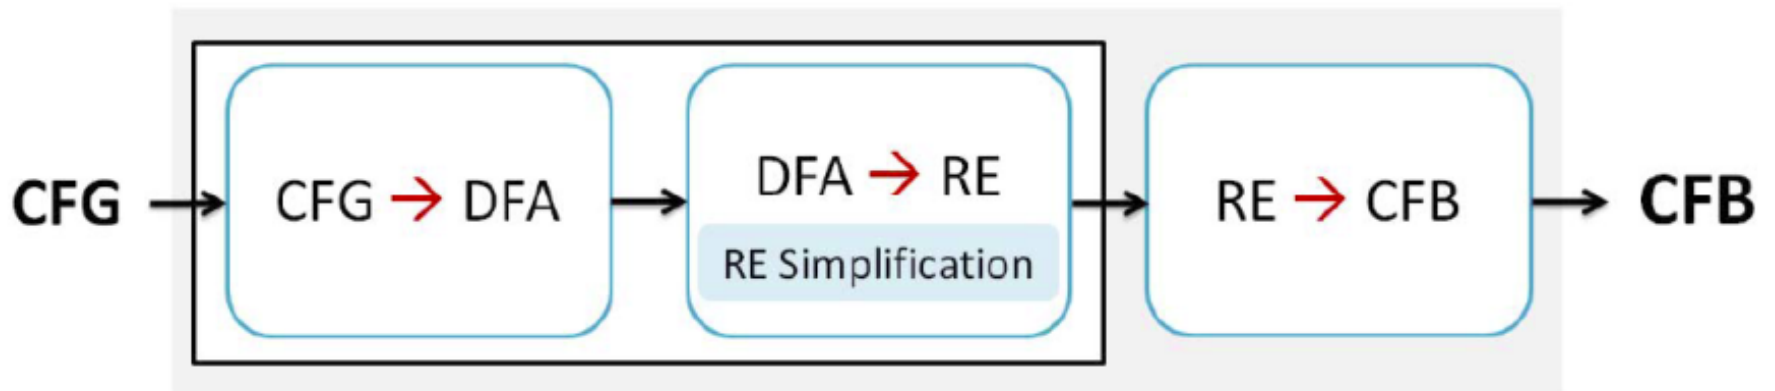 CFG
CFG → DFA
DFA → RE
RE Simplification
RE → CFB
CFB